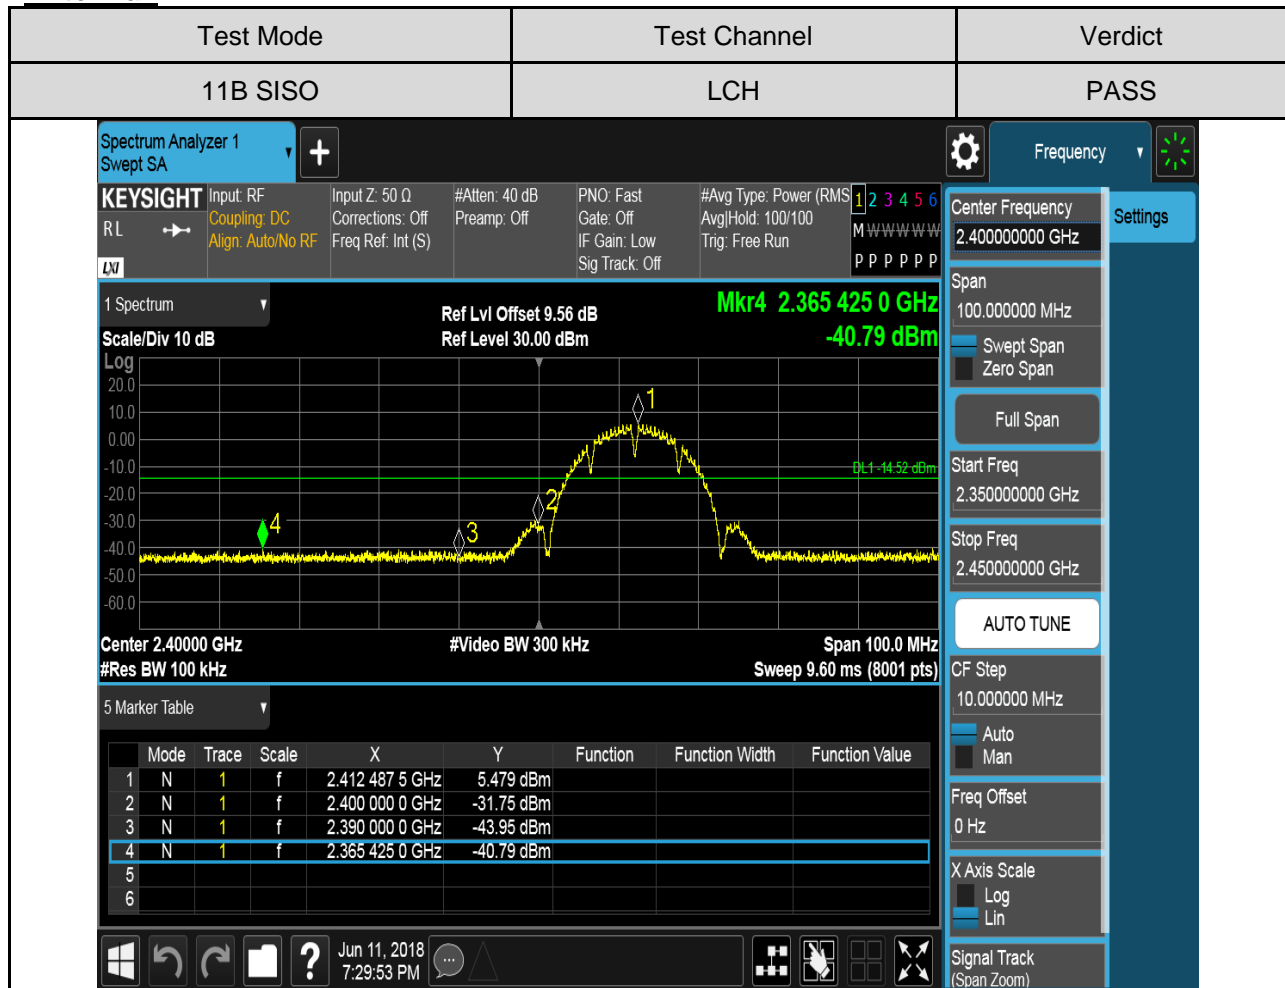 Test Mode Test Channel Verdict
11B SISO LCH PASS
Spectrum Analyzer 1
Swept SA
Frequency
KEYSIGHT
RL
LXI
Input: RF
Coupling: DC
Align: Auto/No RF
Input Z: 50 Ω
Corrections: Off
Freq Ref: Int (S)
#Atten: 40 dB
Preamp: Off
PNO: Fast
Gate: Off
IF Gain: Low
Sig Track: Off
#Avg Type: Power (RMS
Avg|Hold: 100/100
Trig: Free Run
1 2 3 4 5 6
M W W W W W
P P P P P P
1 Spectrum
Scale/Div 10 dB
Ref Lvl Offset 9.56 dB
Ref Level 30.00 dBm
Mkr4 2.365 425 0 GHz
-40.79 dBm
Log
20.0
10.0
0.00
-10.0
-20.0
-30.0
-40.0
-50.0
-60.0
1
2
3
4
DL1 -14.52 dBm
Center 2.40000 GHz #Video BW 300 kHz Span 100.0 MHz
#Res BW 100 kHz Sweep 9.60 ms (8001 pts)
5 Marker Table
Mode Trace Scale X Y Function Function Width Function Value
1 N 1 f 2.412 487 5 GHz 5.479 dBm
2 N 1 f 2.400 000 0 GHz -31.75 dBm
3 N 1 f 2.390 000 0 GHz -43.95 dBm
4 N 1 f 2.365 425 0 GHz -40.79 dBm
5
6
Jun 11, 2018
7:29:53 PM
Center Frequency
2.400000000 GHz
Settings
Span
100.000000 MHz
Swept Span
Zero Span
Full Span
Start Freq
2.350000000 GHz
Stop Freq
2.450000000 GHz
AUTO TUNE
CF Step
10.000000 MHz
Auto
Man
Freq Offset
0 Hz
X Axis Scale
Log
Lin
Signal Track
(Span Zoom)